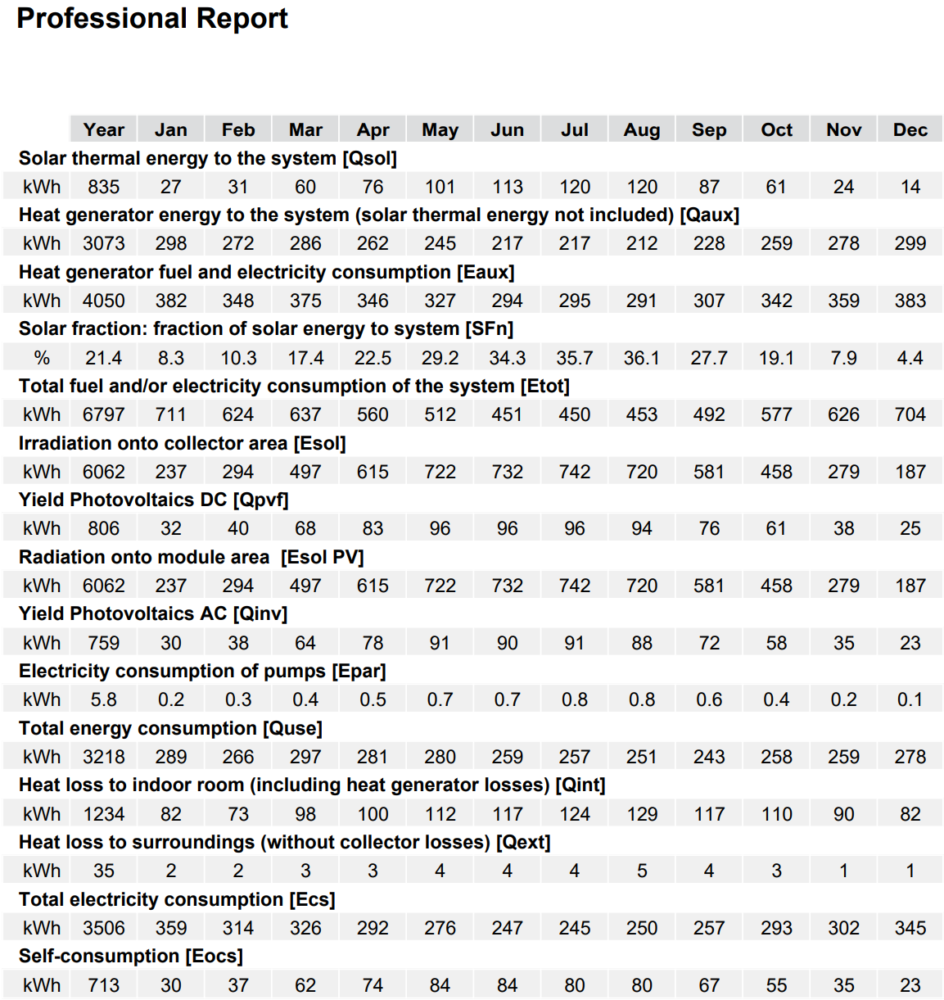 Professional Report
Year Jan Feb Mar Apr May Jun Jul Aug Sep Oct Nov Dec
Solar thermal energy to the system [Qsol]
kWh 835 27 31 60 76 101 113 120 120 87 61 24 14
Heat generator energy to the system (solar thermal energy not included) [Qaux]
kWh 3073 298 272 286 262 245 217 217 212 228 259 278 299
Heat generator fuel and electricity consumption [Eaux]
kWh 4050 382 348 375 346 327 294 295 291 307 342 359 383
Solar fraction: fraction of solar energy to system [SFn]
% 21.4 8.3 10.3 17.4 22.5 29.2 34.3 35.7 36.1 27.7 19.1 7.9 4.4
Total fuel and/or electricity consumption of the system [Etot]
kWh 6797 711 624 637 560 512 451 450 453 492 577 626 704
Irradiation onto collector area [Esol]
kWh 6062 237 294 497 615 722 732 742 720 581 458 279 187
Yield Photovoltaics DC [Qpvf]
kWh 806 32 40 68 83 96 96 96 94 76 61 38 25
Radiation onto module area [Esol PV]
kWh 6062 237 294 497 615 722 732 742 720 581 458 279 187
Yield Photovoltaics AC [Qinv]
kWh 759 30 38 64 78 91 90 91 88 72 58 35 23
Electricity consumption of pumps [Epar]
kWh 5.8 0.2 0.3 0.4 0.5 0.7 0.7 0.8 0.8 0.6 0.4 0.2 0.1
Total energy consumption [Quse]
kWh 3218 289 266 297 281 280 259 257 251 243 258 259 278
Heat loss to indoor room (including heat generator losses) [Qint]
kWh 1234 82 73 98 100 112 117 124 129 117 110 90 82
Heat loss to surroundings (without collector losses) [Qext]
kWh 35 2 2 3 3 4 4 4 5 4 3 1 1
Total electricity consumption [Ecs]
kWh 3506 359 314 326 292 276 247 245 250 257 293 302 345
Self-consumption [Eocs]
kWh 713 30 37 62 74 84 84 80 80 67 55 35 23